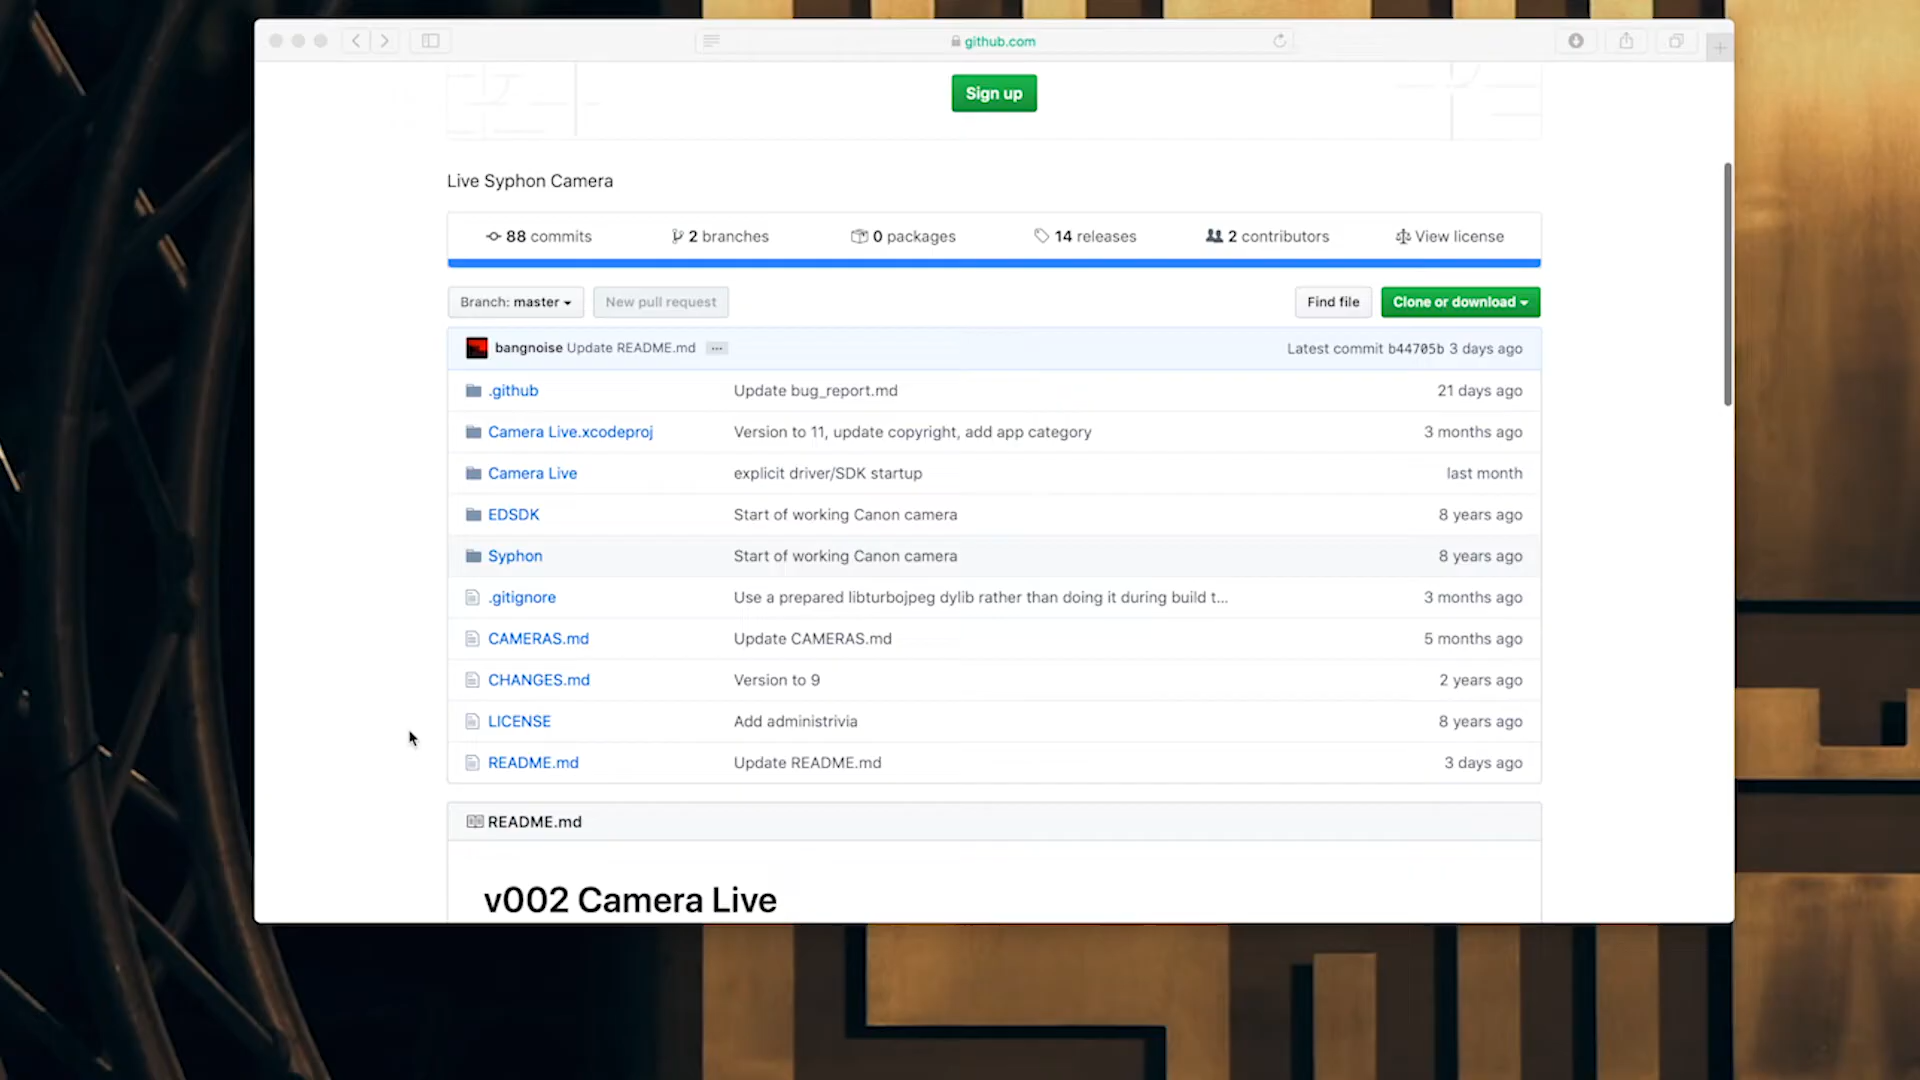 github.com
Sign up
Live Syphon Camera
88 commits
2 branches
0 packages
14 releases
2 contributors
View license
Branch: master
New pull request
Find file
Clone or download
bangnoise Update README.md ...
Latest commit b44705b 3 days ago
.github Update bug_report.md 21 days ago
Camera Live.xcodeproj Version to 11, update copyright, add app category 3 months ago
Camera Live explicit driver/SDK startup last month
EDSDK Start of working Canon camera 8 years ago
Syphon Start of working Canon camera 8 years ago
.gitignore Use a prepared libturbojpeg dylib rather than doing it during build t... 3 months ago
CAMERAS.md Update CAMERAS.md 5 months ago
CHANGES.md Version to 9 2 years ago
LICENSE Add administrivia 8 years ago
README.md Update README.md 3 days ago
README.md
v002 Camera Live